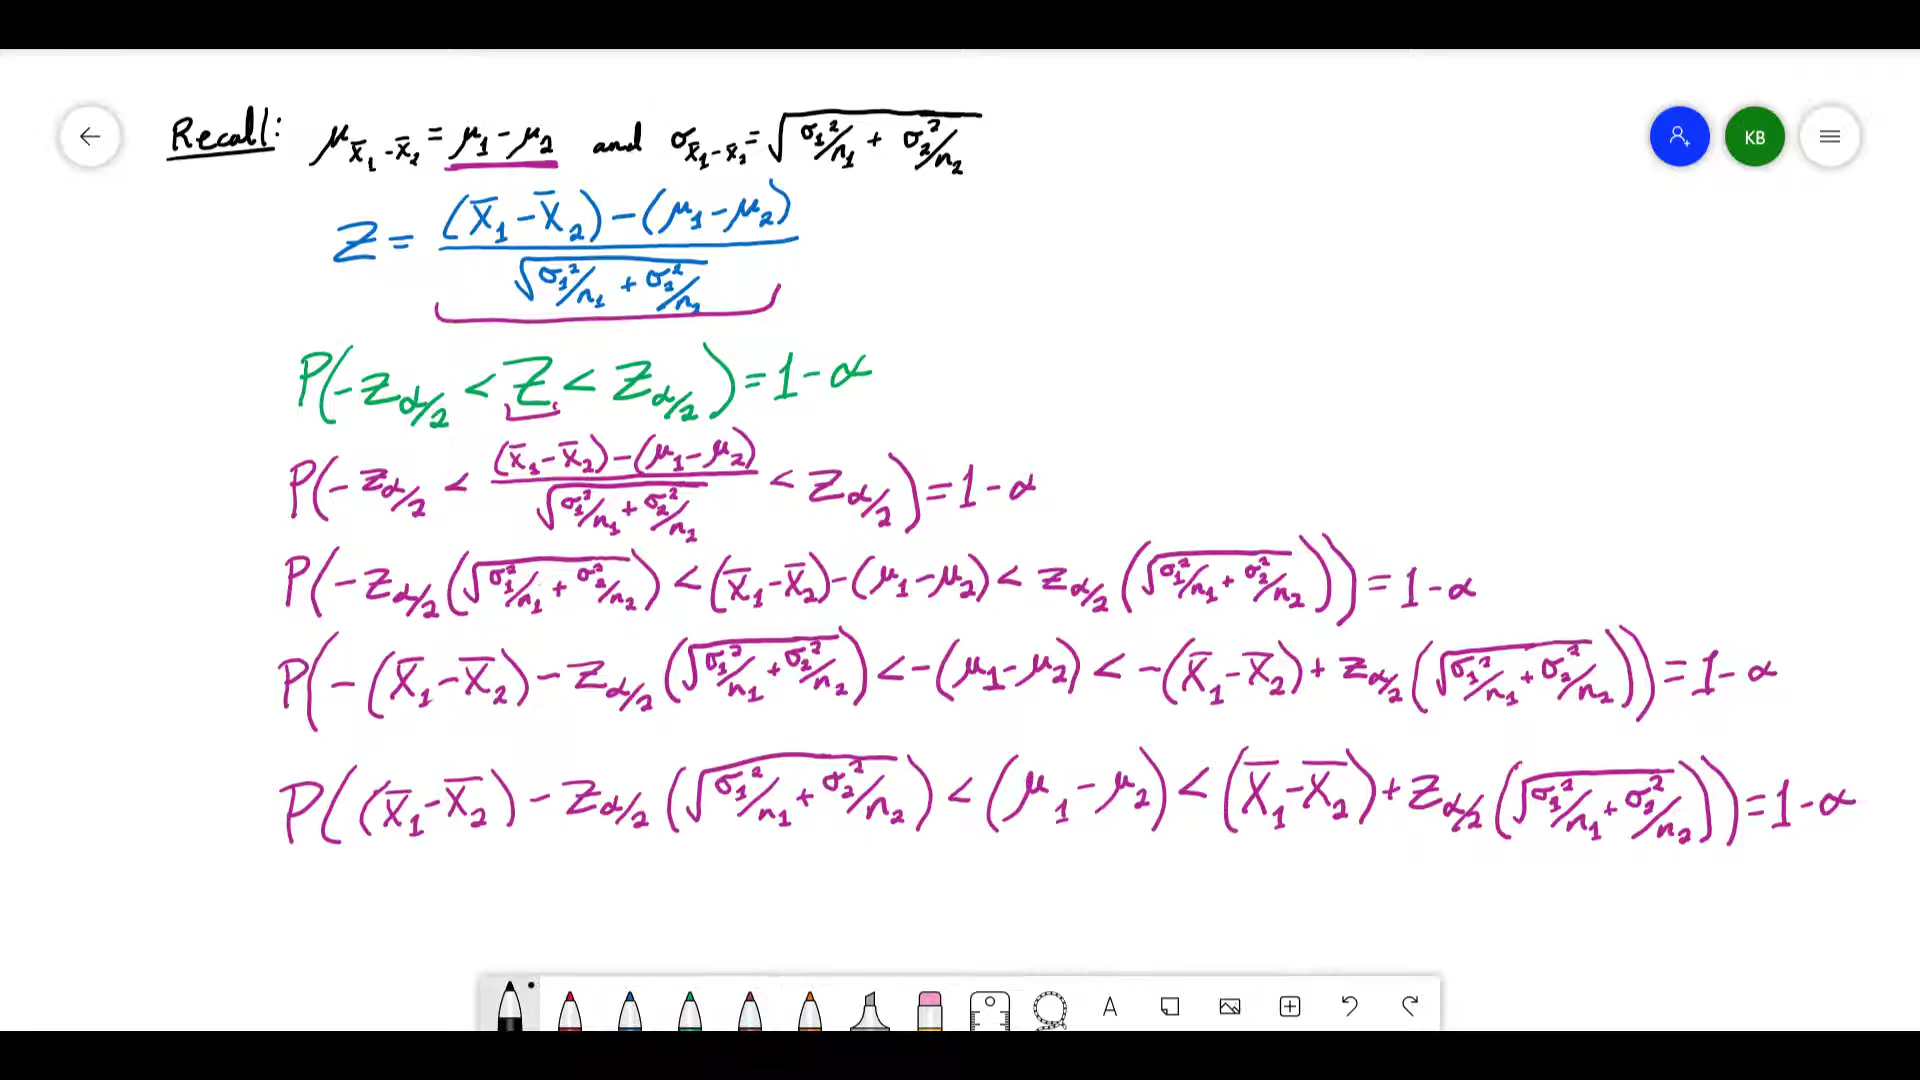 Recall: μ_{x̄₁-x̄₂} = μ₁-μ₂ and σ_{x̄₁-x̄₂} = √(σ₁²/n₁ + σ₂²/n₂)
KB
Z = ((X̄₁-X̄₂)-(μ₁-μ₂)) / √(σ₁²/n₁ + σ₂²/n₂)
P(-z_{α/2} < Z < z_{α/2}) = 1-α
P(-z_{α/2} < ((x̄₁-x̄₂)-(μ₁-μ₂)) / √(σ₁²/n₁ + σ₂²/n₂) < z_{α/2}) = 1-α
P(-z_{α/2}(√(σ₁²/n₁ + σ₂²/n₂) < (x̄₁-x̄₂)-(μ₁-μ₂) < z_{α/2}(√(σ₁²/n₁ + σ₂²/n₂))) = 1-α
P(-(x̄₁-x̄₂) - z_{α/2}(√(σ₁²/n₁ + σ₂²/n₂)) < -(μ₁-μ₂) < -(x̄₁-x̄₂) + z_{α/2}(√(σ₁²/n₁ + σ₂²/n₂))) = 1-α
P((x̄₁-x̄₂) - z_{α/2}(√(σ₁²/n₁ + σ₂²/n₂)) < (μ₁-μ₂) < (x̄₁-x̄₂) + z_{α/2}(√(σ₁²/n₁ + σ₂²/n₂))) = 1-α
A